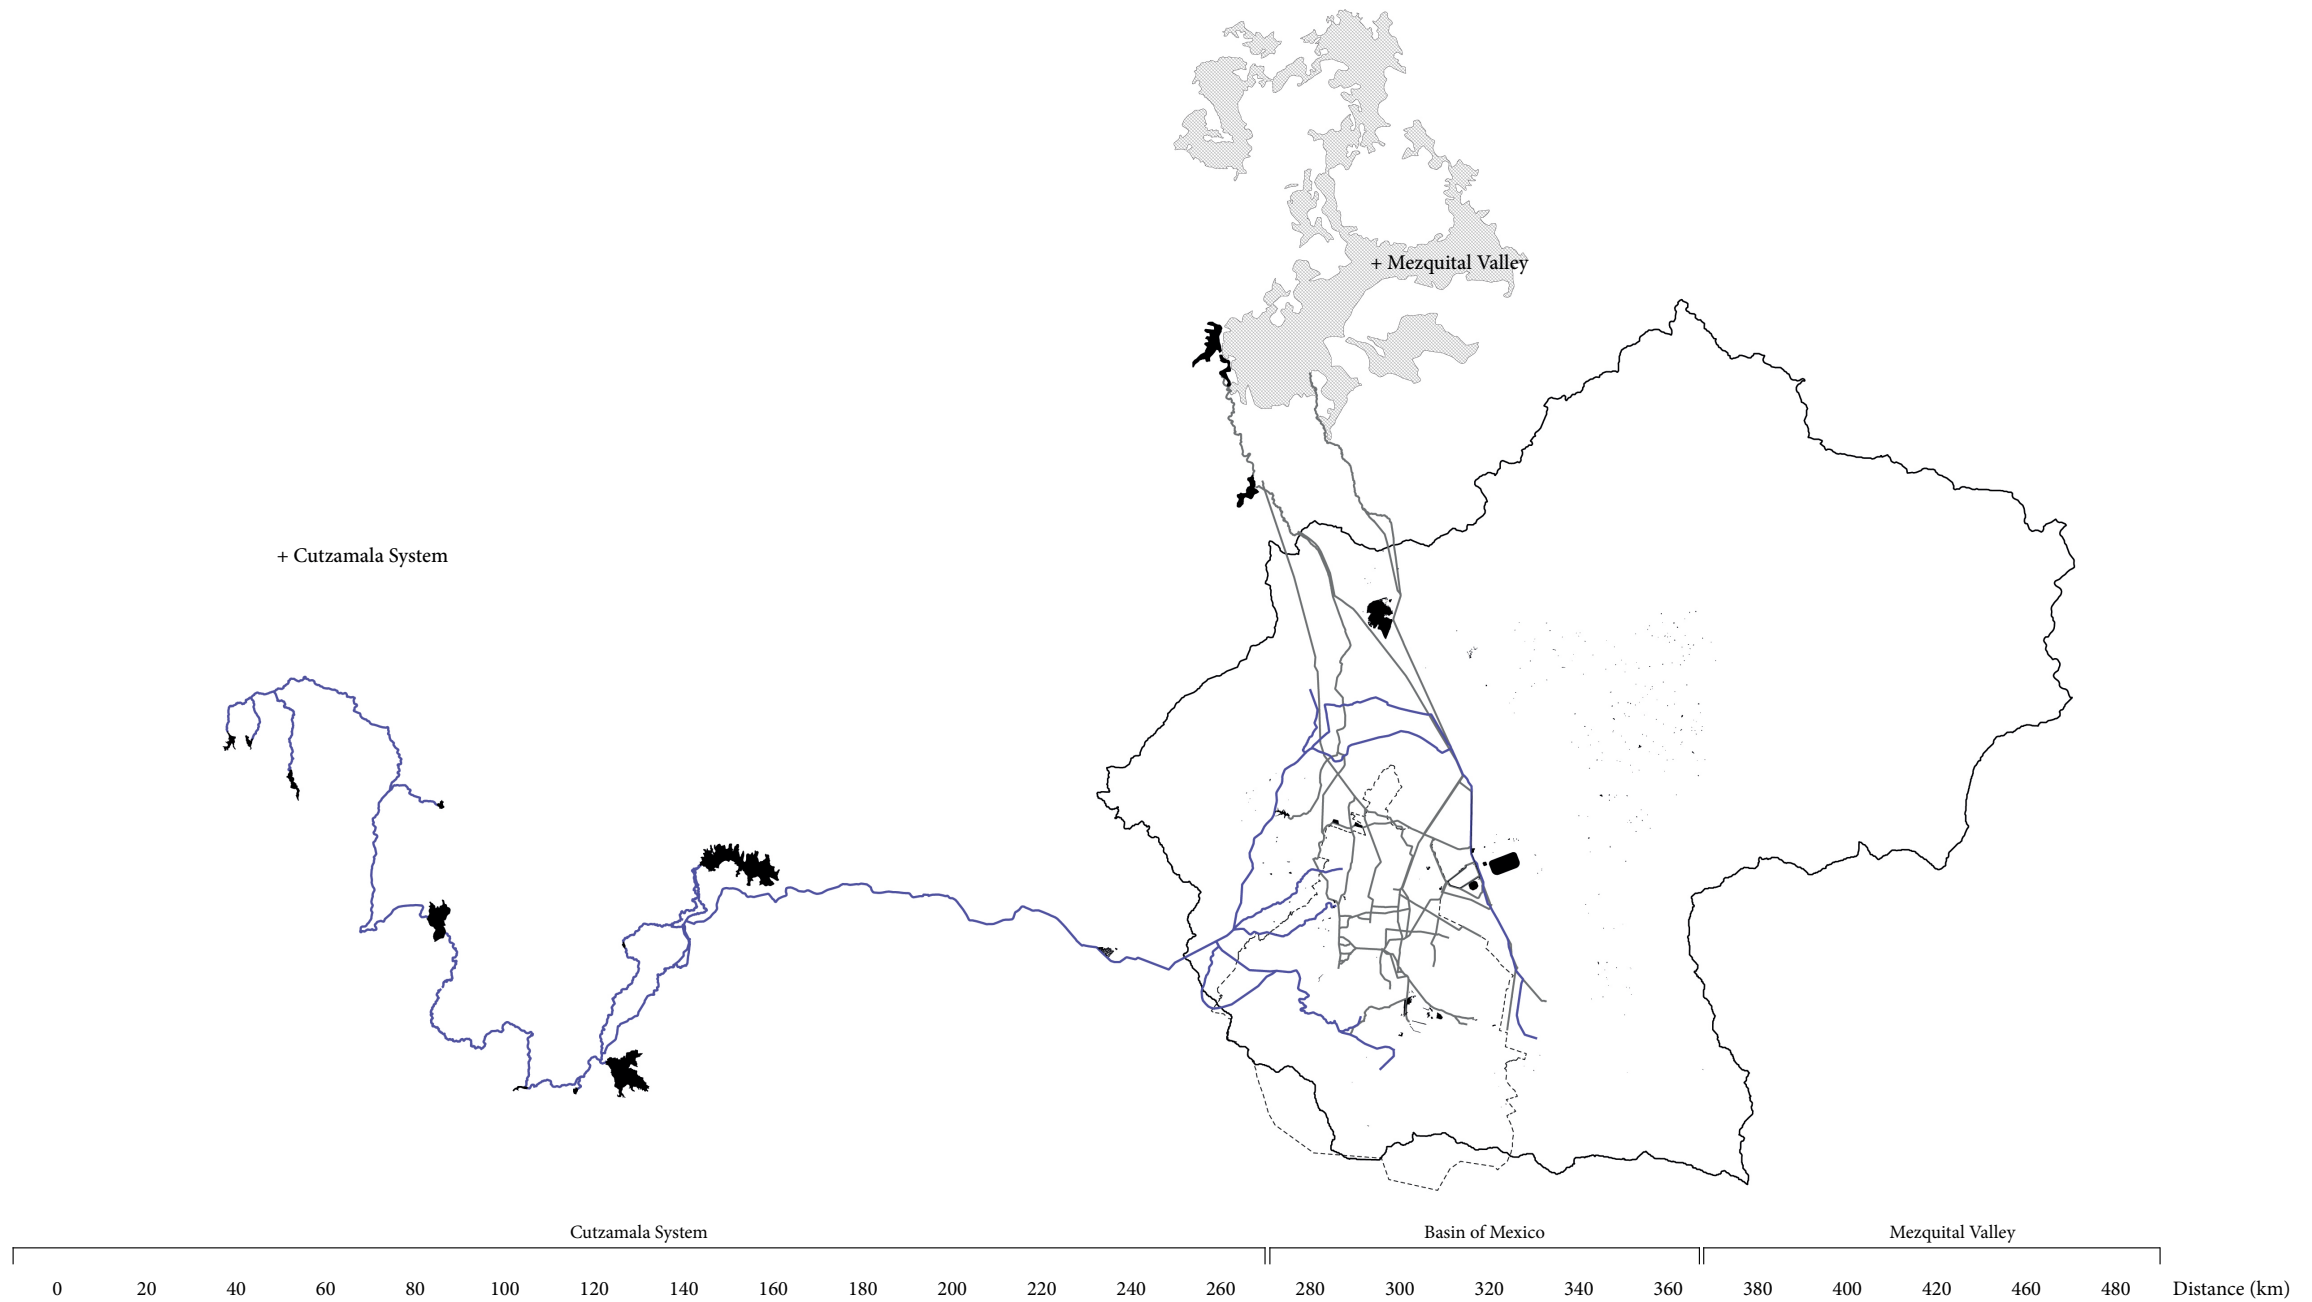 + Mezquital Valley
+ Cutzamala System
Cutzamala System Basin of Mexico Mezquital Valley
0 20 40 60 80 100 120 140 160 180 200 220 240 260 280 300 320 340 360 380 400 420 440 460 480 Distance (km)